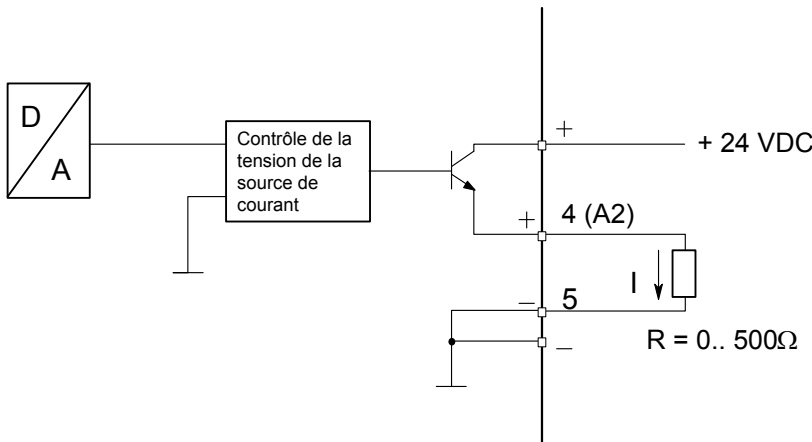 D
A
Contrôle de la
tension de la
source de
courant
+
+ 24 VDC
+
4 (A2)
I
–
5
R = 0.. 500Ω
–